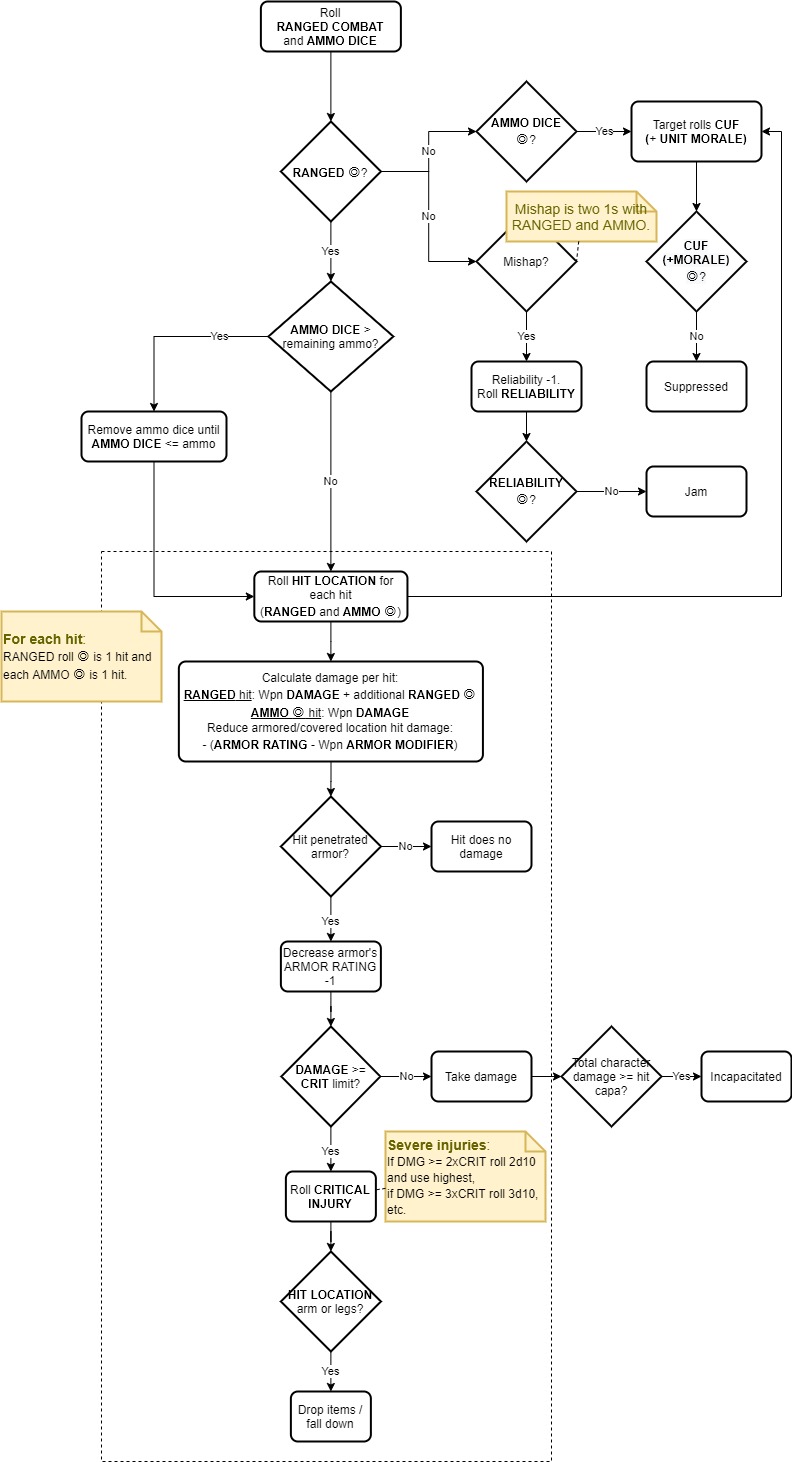 Roll
RANGED COMBAT
and AMMO DICE
RANGED ◎?
No
AMMO DICE
◎?
Yes
Target rolls CUF
(+ UNIT MORALE)
No
Mishap is two 1s with
RANGED and AMMO.
Mishap?
CUF
(+MORALE)
◎?
Yes
AMMO DICE >
remaining ammo?
Yes
Yes
No
Reliability -1.
Roll RELIABILITY
Suppressed
Remove ammo dice until
AMMO DICE <= ammo
No
RELIABILITY
◎?
No
Jam
Roll HIT LOCATION for
each hit
(RANGED and AMMO ◎)
For each hit:
RANGED roll ◎ is 1 hit and
each AMMO ◎ is 1 hit.
Calculate damage per hit:
RANGED hit: Wpn DAMAGE + additional RANGED ◎
AMMO ◎ hit: Wpn DAMAGE
Reduce armored/covered location hit damage:
- (ARMOR RATING - Wpn ARMOR MODIFIER)
Hit penetrated
armor?
No
Hit does no
damage
Yes
Decrease armor's
ARMOR RATING
-1
DAMAGE >=
CRIT limit?
No
Take damage
Total character
damage >= hit
capa?
Yes
Incapacitated
Yes
Severe injuries:
If DMG >= 2xCRIT roll 2d10
and use highest,
if DMG >= 3xCRIT roll 3d10,
etc.
Roll CRITICAL
INJURY
HIT LOCATION
arm or legs?
Yes
Drop items /
fall down